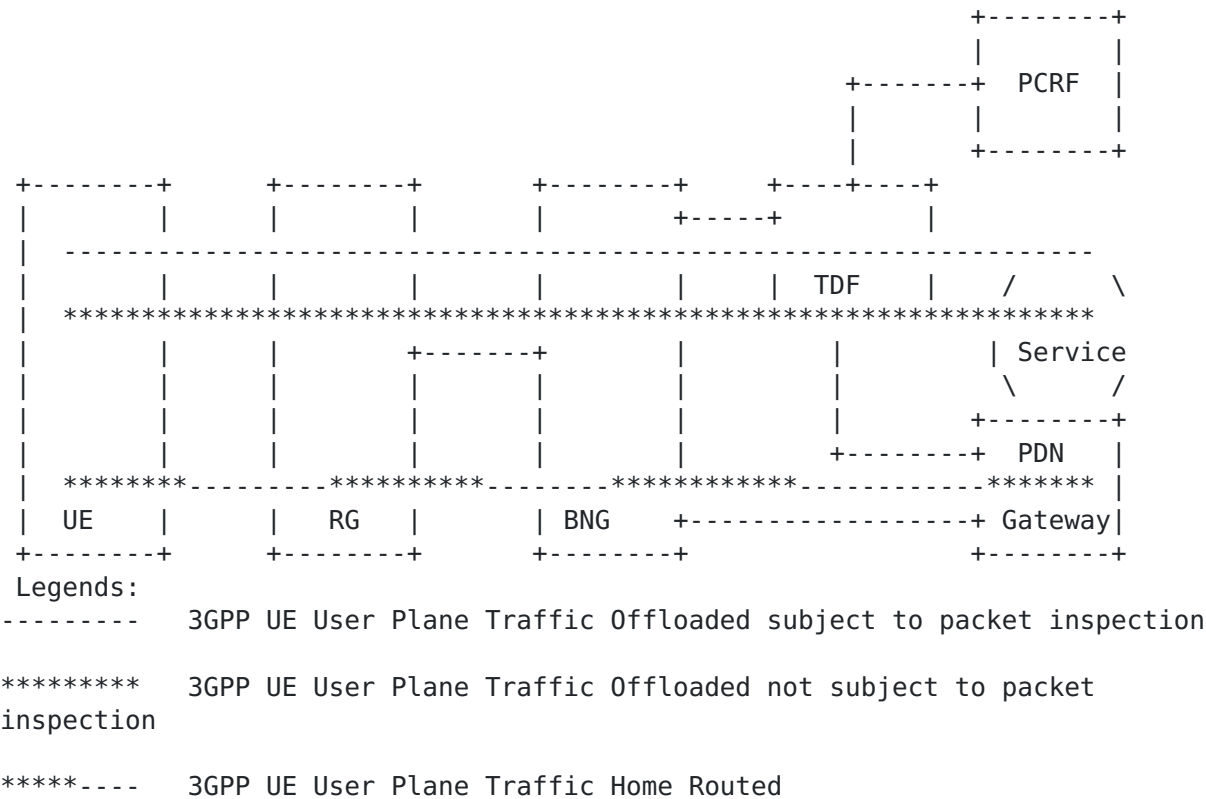 PCRF
TDF
Service
PDN
UE RG BNG Gateway
Legends:
--------- 3GPP UE User Plane Traffic Offloaded subject to packet inspection
********* 3GPP UE User Plane Traffic Offloaded not subject to packet
inspection
*****---- 3GPP UE User Plane Traffic Home Routed